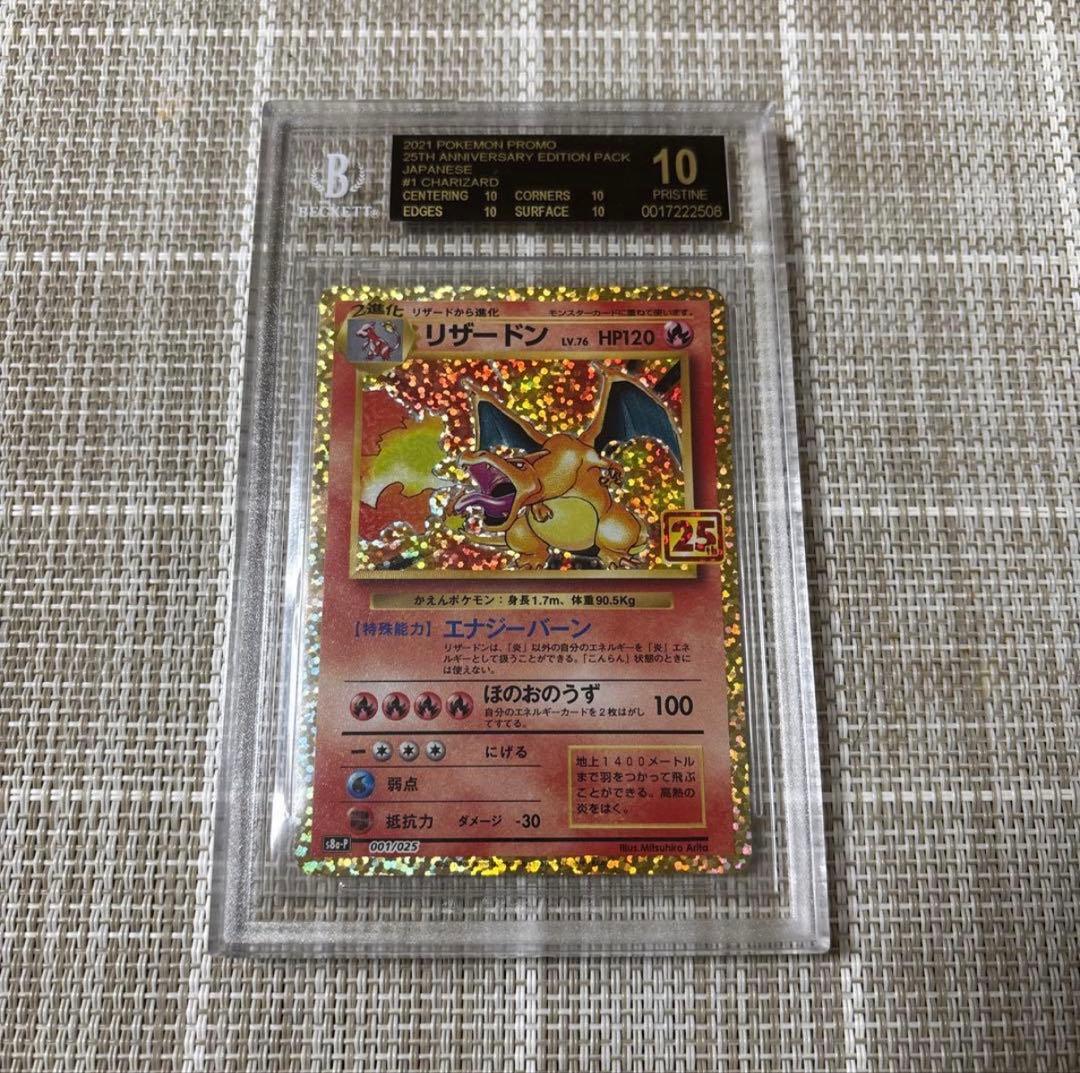 2021 POKEMON PROMO
25TH ANNIVERSARY EDITION PACK
JAPANESE
#1 CHARIZARD
CENTERING 10 CORNERS 10
EDGES 10 SURFACE 10
10
PRISTINE
0017222508
B
BECKETT®
2進化 リザードから進化 モンスターカードに重ねて使います。
リザードン LV.76 HP120
25th
かえんポケモン:身長1.7m、体重90.5Kg
【特殊能力】エナジーバーン
リザードンは、「炎」以外の自分のエネルギーを「炎」エネ
ルギーとして扱うことができる。「こんらん」状態のときに
は使えない。
ほのおのうず 100
自分のエネルギーカードを2枚はがし
てすてる。
ー にげる
弱点
抵抗力 ダメージ -30
地上1400メートル
まで羽をつかって飛ぶ
ことができる。高熱の
炎をはく。
s8a-P 001/025
Illus.Mitsuhiro Arita